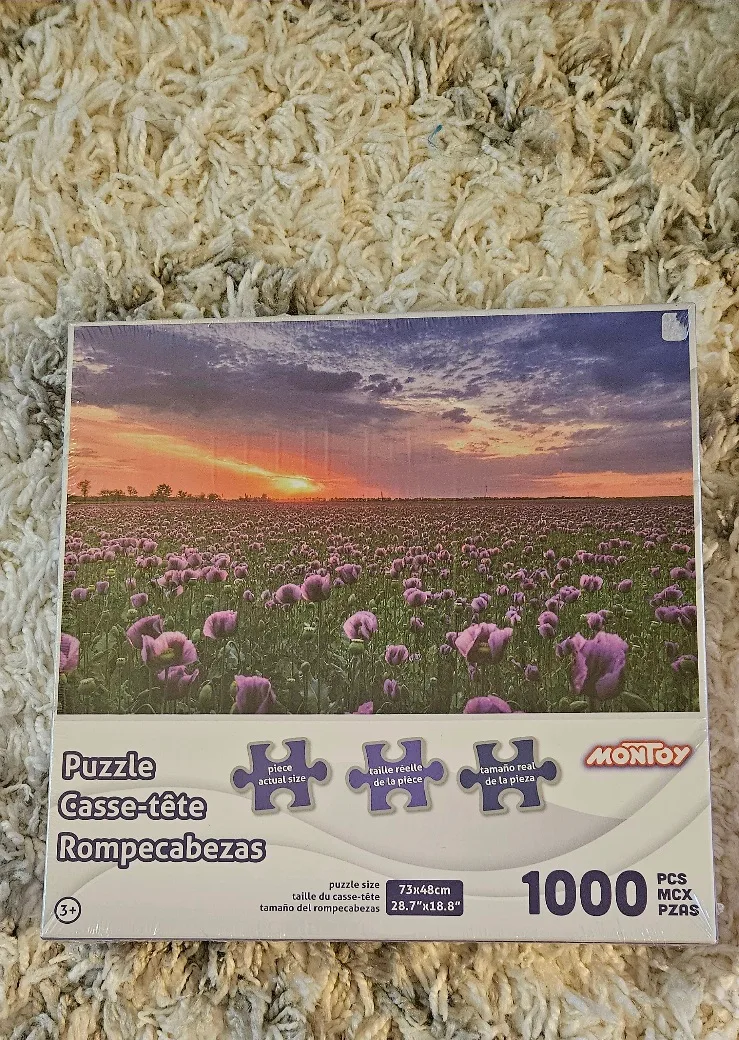 Puzzle
Casse-tête
Rompecabezas
piece
actual size
taille réelle
de la pièce
tamaño real
de la pieza
MONTOY
3+
puzzle size
taille du casse-tête
tamaño del rompecabezas
73x48cm
28.7"x18.8"
1000
PCS
MCX
PZAS